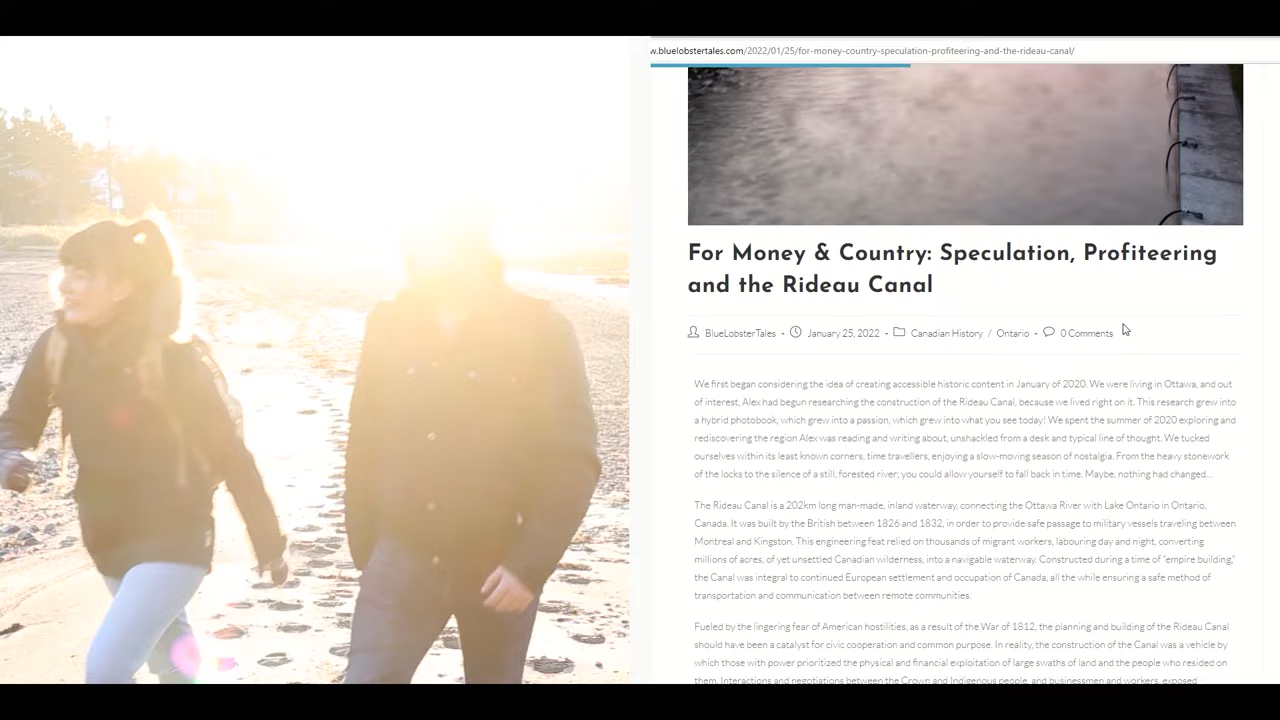 w.bluelobstertales.com/2022/01/25/for-money-country-speculation-profiteering-and-the-rideau-canal/
For Money & Country: Speculation, Profiteering
and the Rideau Canal
BlueLobsterTales - January 25, 2022 - Canadian History / Ontario - 0 Comments
We first began considering the idea of creating accessible historic content in January of 2020. We were living in Ottawa, and out
of interest, Alex had begun researching the construction of the Rideau Canal, because we lived right on it. This research grew into
a hybrid photobook, which grew into a passion, which grew into what you see today! We spent the summer of 2020 exploring and
rediscovering the region Alex was reading and writing about, unshackled from a desk and typical line of thought. We tucked
ourselves within its least known corners, time travellers, enjoying a slow-moving season of nostalgia. From the heavy stonework
of the locks to the silence of a still, forested river; you could allow yourself to fall back in time. Maybe, nothing had changed...
The Rideau Canal is a 202km long man-made, inland waterway, connecting the Ottawa River with Lake Ontario in Ontario,
Canada. It was built by the British between 1826 and 1832, in order to provide safe passage to military vessels traveling between
Montreal and Kingston. This engineering feat relied on thousands of migrant workers, labouring day and night, converting
millions of acres, of yet unsettled Canadian wilderness, into a navigable waterway. Constructed during a time of "empire building,"
the Canal was integral to continued European settlement and occupation of Canada, all the while ensuring a safe method of
transportation and communication between remote communities.
Fueled by the lingering fear of American hostilities, as a result of the War of 1812, the planning and building of the Rideau Canal
should have been a catalyst for civic cooperation and common purpose. In reality, the construction of the Canal was a vehicle by
which those with power prioritized the physical and financial exploitation of large swaths of land and the people who resided on
them. Interactions and negotiations between the Crown and Indigenous people, and businessmen and workers, exposed